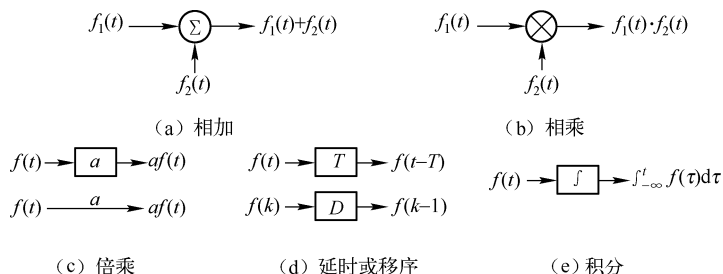 f₁(t) Σ f₁(t)+f₂(t)
f₂(t)
(a) 相加
f₁(t) f₁(t)·f₂(t)
f₂(t)
(b) 相乘
f(t) a af(t)
f(t) a af(t)
(c) 倍乘
f(t) T f(t−T)
f(k) D f(k−1)
(d) 延时或移序
f(t) ∫ ∫₋∞ᵗ f(τ)dτ
(e) 积分